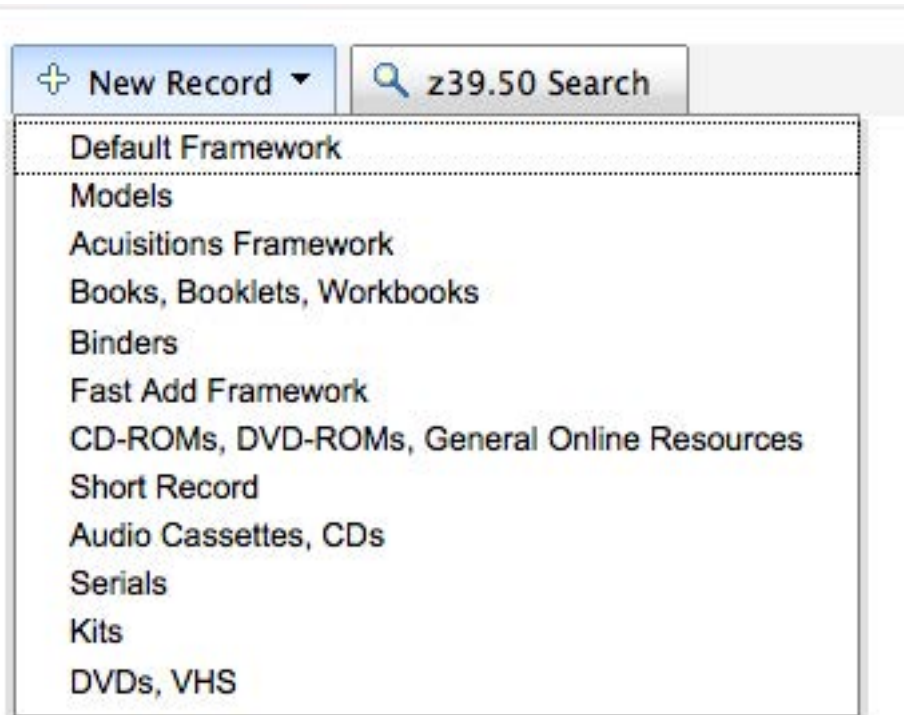 New Record z39.50 Search
Default Framework
Models
Acuisitions Framework
Books, Booklets, Workbooks
Binders
Fast Add Framework
CD-ROMs, DVD-ROMs, General Online Resources
Short Record
Audio Cassettes, CDs
Serials
Kits
DVDs, VHS